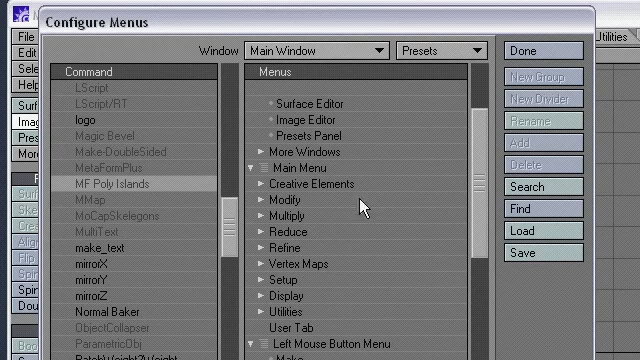 Configure Menus
Window Main Window Presets
Command
LScript
LScript/RT
logo
Magic Bevel
Make-DoubleSided
MetaFormPlus
MF Poly Islands
MMap
MoCapSkelegons
MultiText
make_text
mirrorX
mirrorY
mirrorZ
Normal Baker
ObjectCollapser
ParametricObj
Menus
Surface Editor
Image Editor
Presets Panel
More Windows
Main Menu
Creative Elements
Modify
Multiply
Reduce
Refine
Vertex Maps
Setup
Display
Utilities
User Tab
Left Mouse Button Menu
Make
Done
New Group
New Divider
Rename
Add
Delete
Search
Find
Load
Save
File
Edit
Help
Utilities